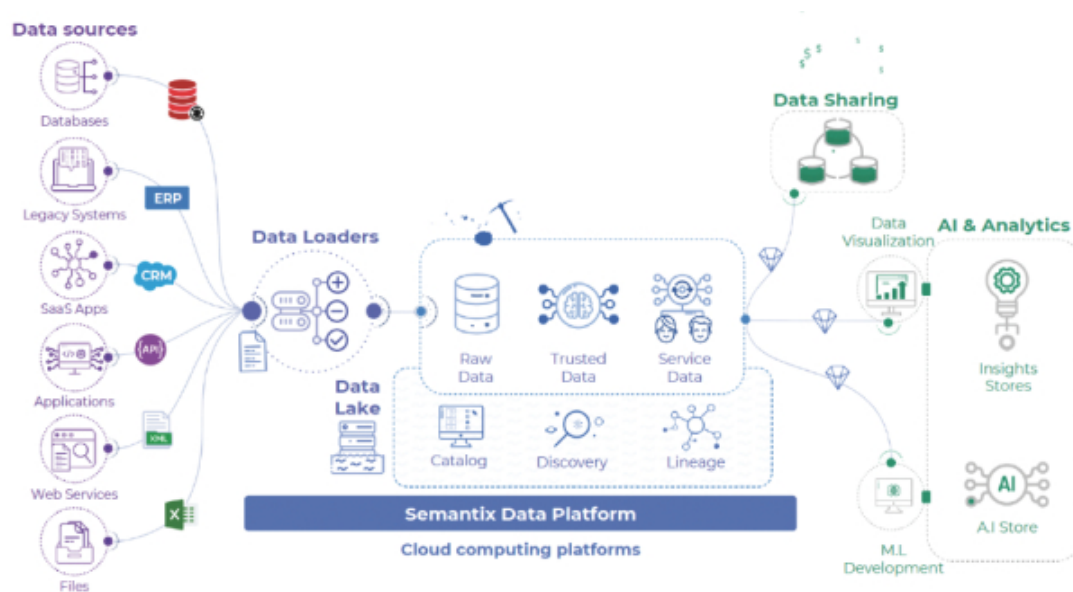 Data sources
Databases
Legacy Systems
SaaS Apps
Applications
Web Services
Files
ERP
CRM
{API}
XML
X
Data Loaders
Data
Lake
Raw
Data
Trusted
Data
Service
Data
Catalog
Discovery
Lineage
Semantix Data Platform
Cloud computing platforms
$ $ $ $ $ $
Data Sharing
Data
Visualization
AI & Analytics
Insights
Stores
AI
A.I Store
M.L
Development